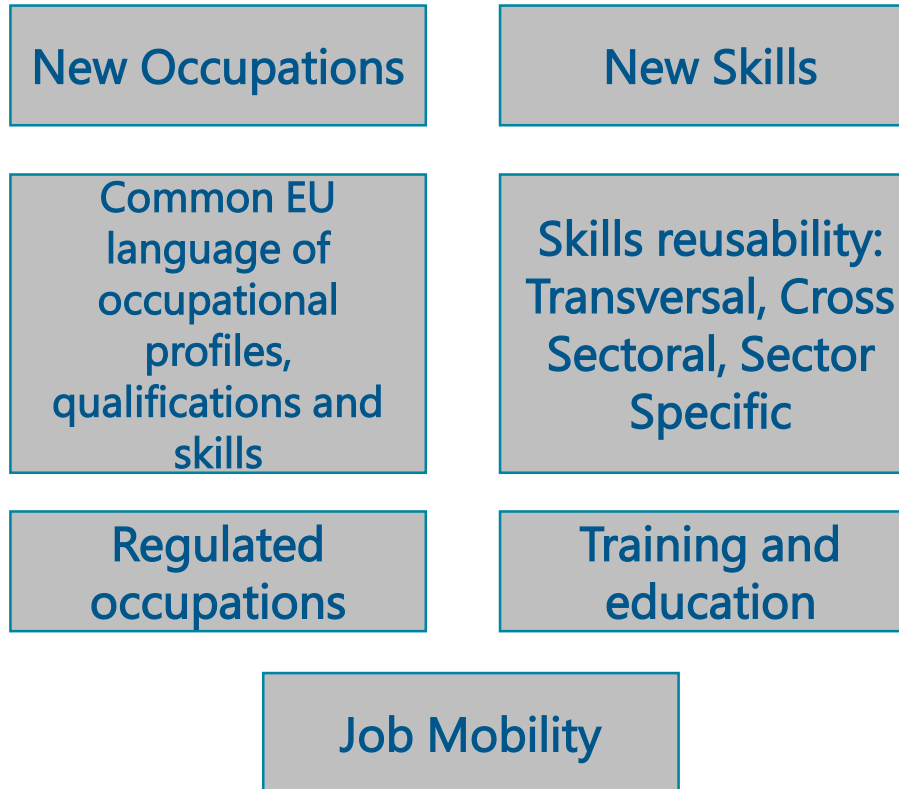 New Occupations
New Skills
Common EU
language of
occupational
profiles,
qualifications and
skills
Skills reusability:
Transversal, Cross
Sectoral, Sector
Specific
Regulated
occupations
Training and
education
Job Mobility